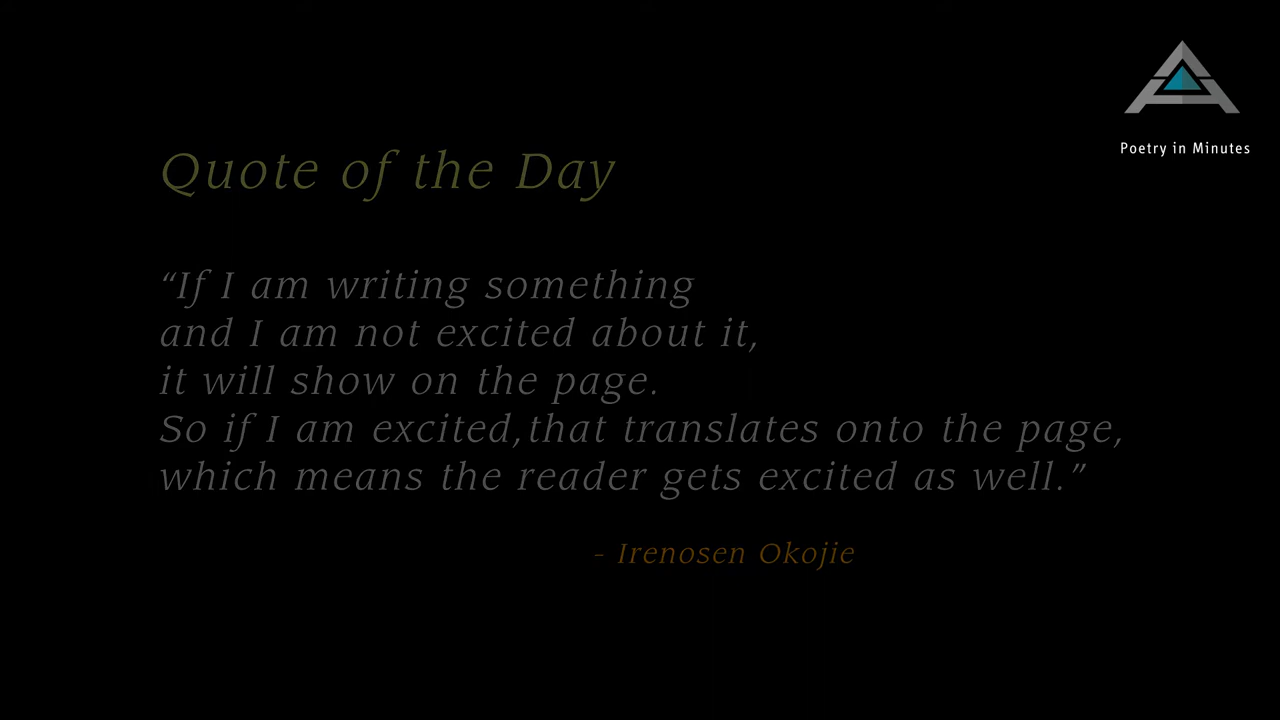 Poetry in Minutes
Quote of the Day
“If I am writing something
and I am not excited about it,
it will show on the page.
So if I am excited,that translates onto the page,
which means the reader gets excited as well.”
- Irenosen Okojie